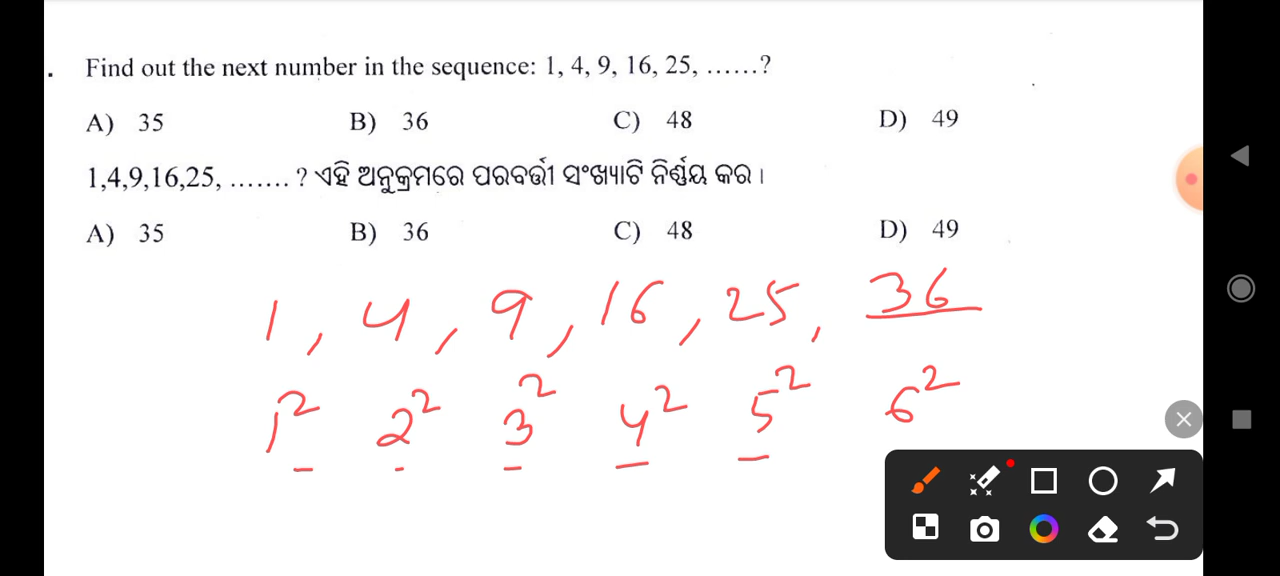 . Find out the next number in the sequence: 1, 4, 9, 16, 25, ......?
A) 35 B) 36 C) 48 D) 49
1,4,9,16,25, ....... ? ଏହି ଅନୁକ୍ରମରେ ପରବର୍ତ୍ତୀ ସଂଖ୍ୟାଟି ନିର୍ଣ୍ଣୟ କର।
A) 35 B) 36 C) 48 D) 49
1, 4, 9, 16, 25, 36
1² 2² 3² 4² 5² 6²